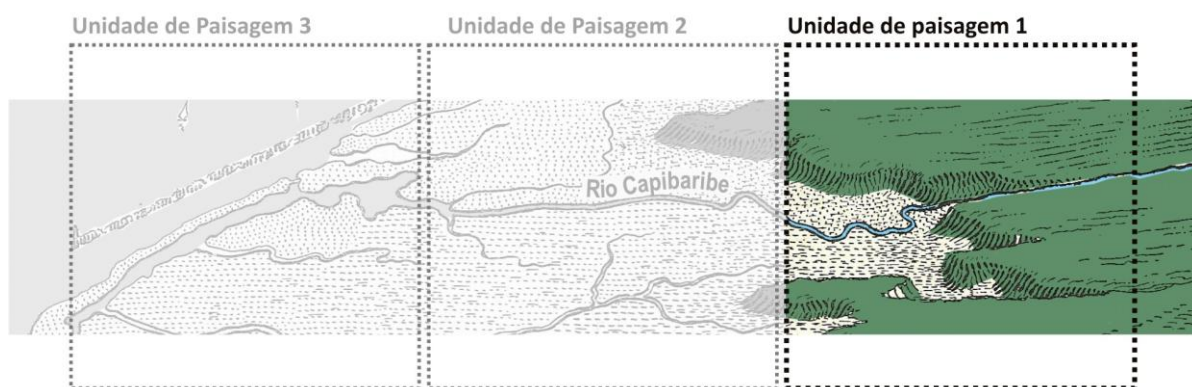 Unidade de Paisagem 3
Unidade de Paisagem 2
Unidade de paisagem 1
Rio Capibaribe